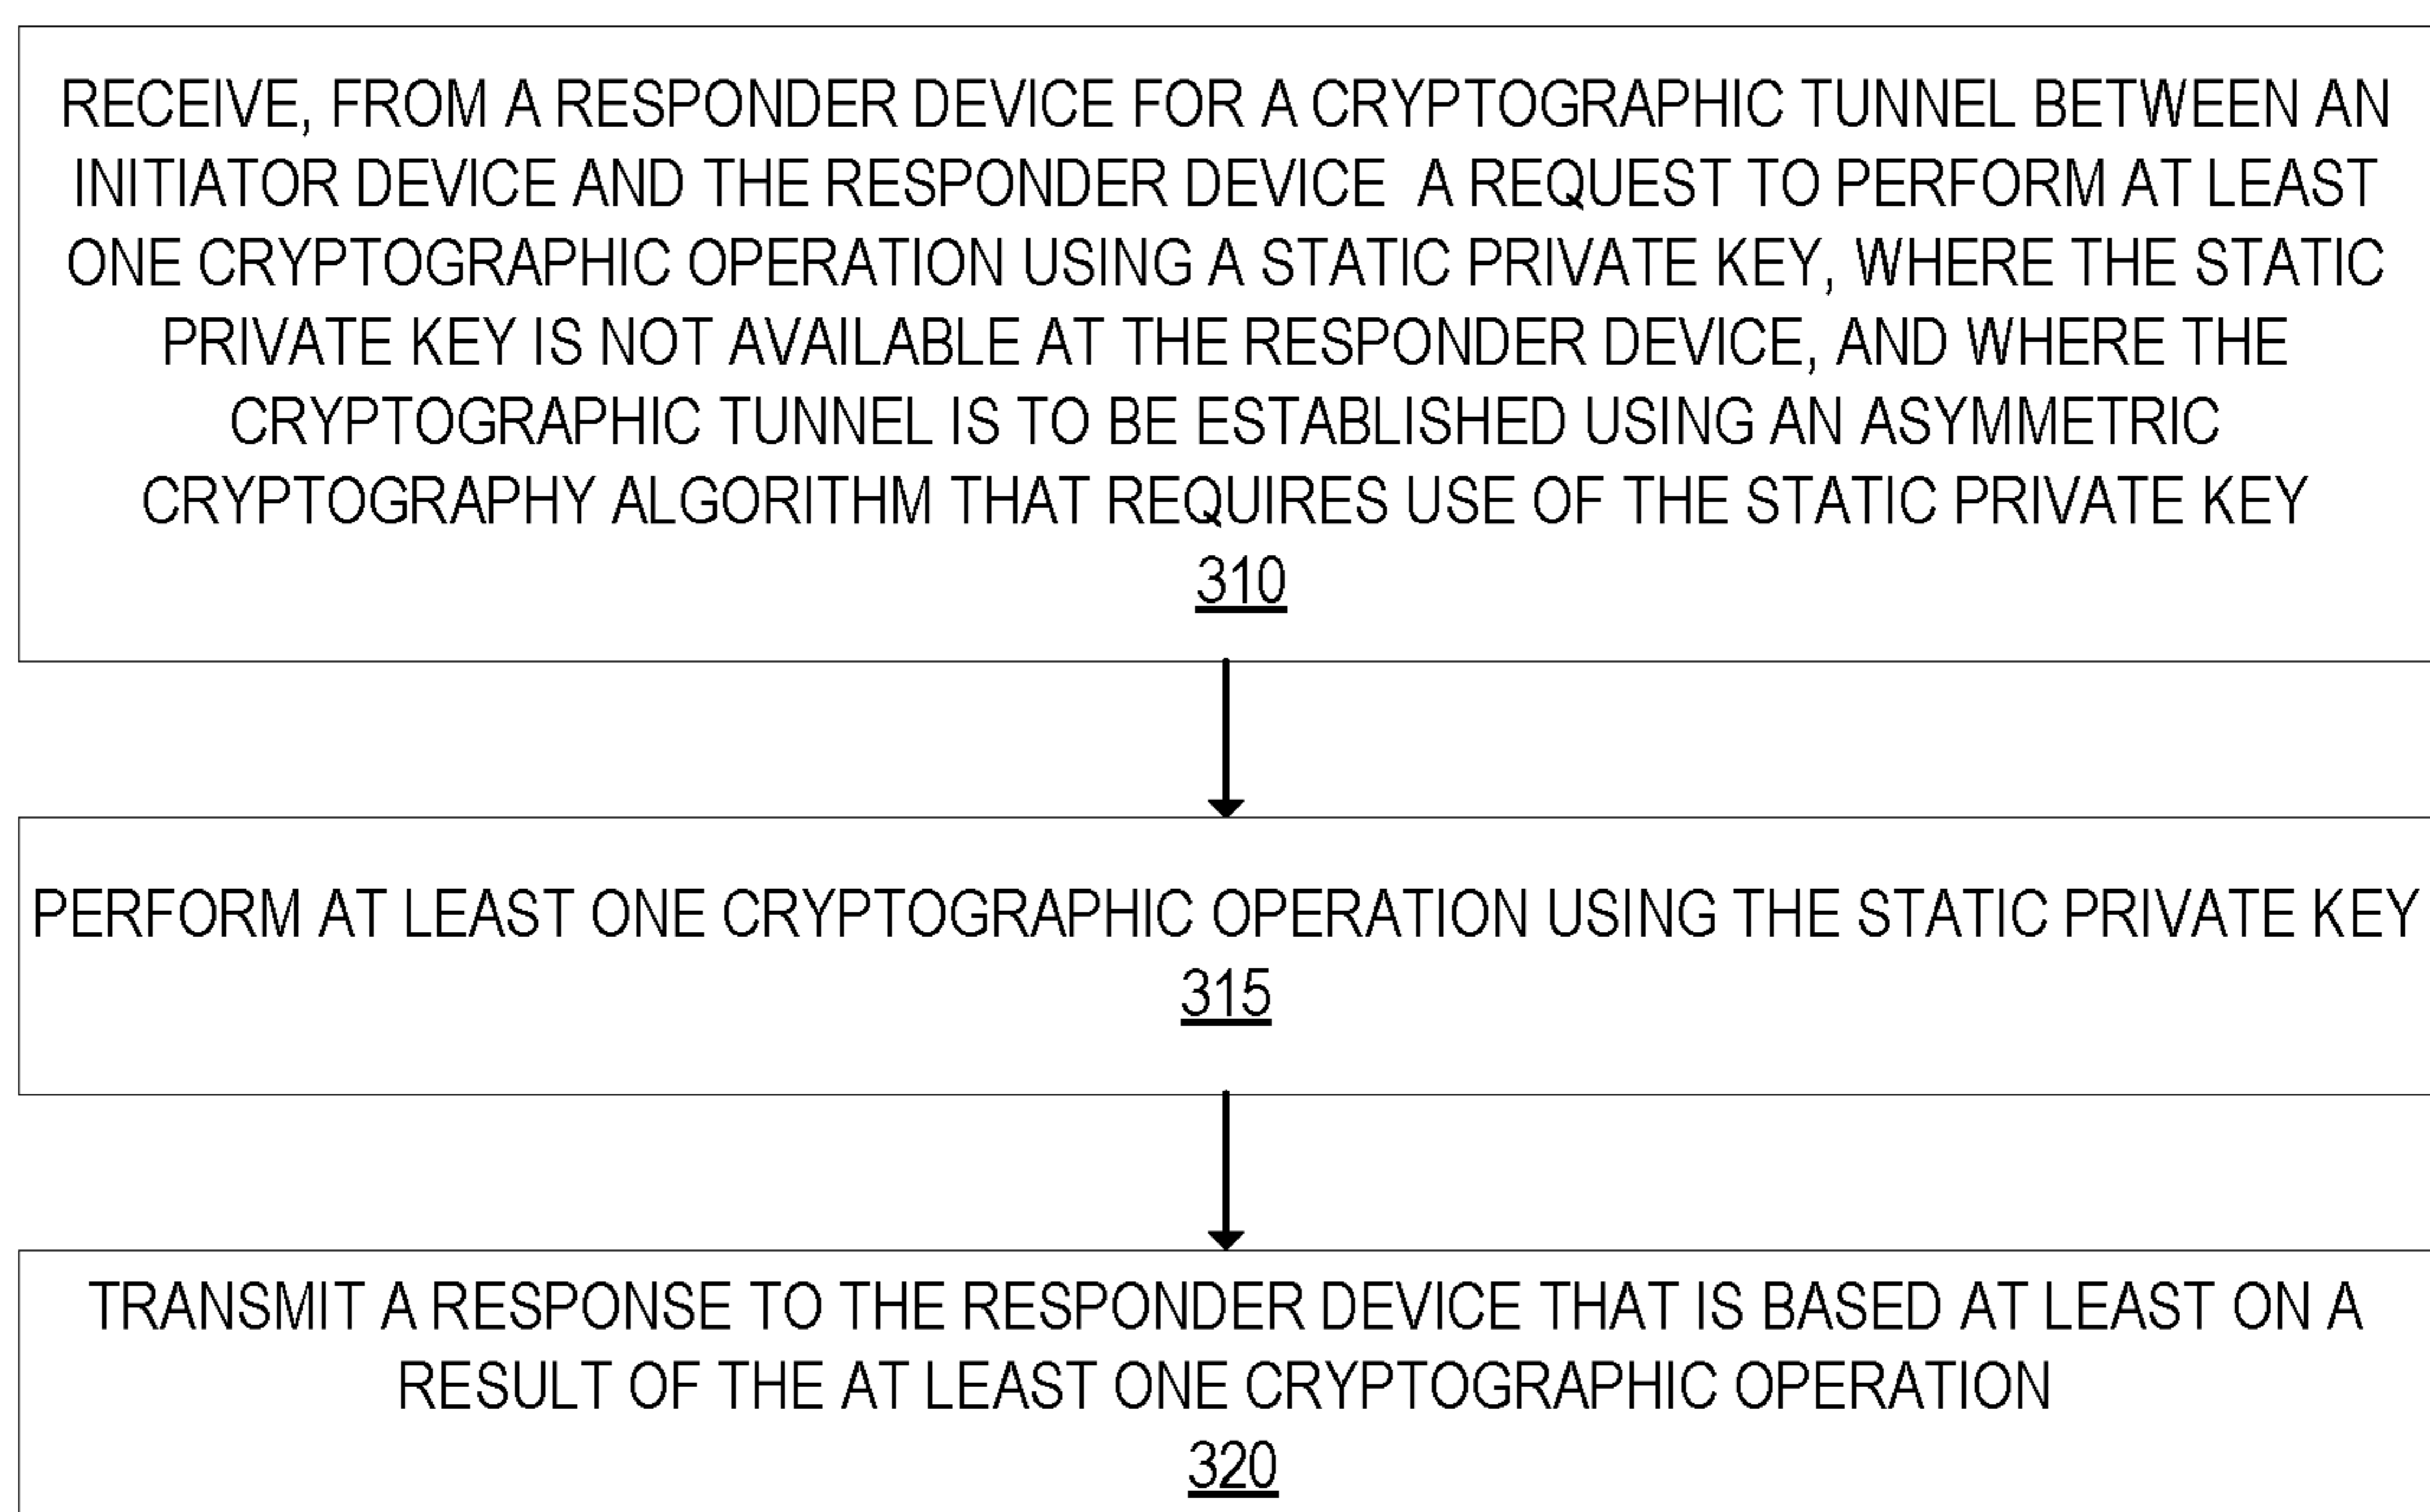 RECEIVE, FROM A RESPONDER DEVICE FOR A CRYPTOGRAPHIC TUNNEL BETWEEN AN
INITIATOR DEVICE AND THE RESPONDER DEVICE A REQUEST TO PERFORM AT LEAST
ONE CRYPTOGRAPHIC OPERATION USING A STATIC PRIVATE KEY, WHERE THE STATIC
PRIVATE KEY IS NOT AVAILABLE AT THE RESPONDER DEVICE, AND WHERE THE
CRYPTOGRAPHIC TUNNEL IS TO BE ESTABLISHED USING AN ASYMMETRIC
CRYPTOGRAPHY ALGORITHM THAT REQUIRES USE OF THE STATIC PRIVATE KEY
310
PERFORM AT LEAST ONE CRYPTOGRAPHIC OPERATION USING THE STATIC PRIVATE KEY
315
TRANSMIT A RESPONSE TO THE RESPONDER DEVICE THAT IS BASED AT LEAST ON A
RESULT OF THE AT LEAST ONE CRYPTOGRAPHIC OPERATION
320